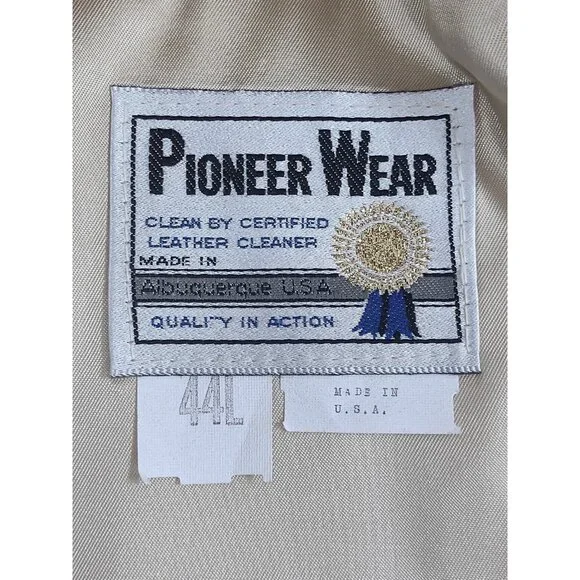 PIONEER WEAR
CLEAN BY CERTIFIED
LEATHER CLEANER
MADE IN
Albuquerque U.S.A.
QUALITY IN ACTION
44L
MADE IN
U.S.A.